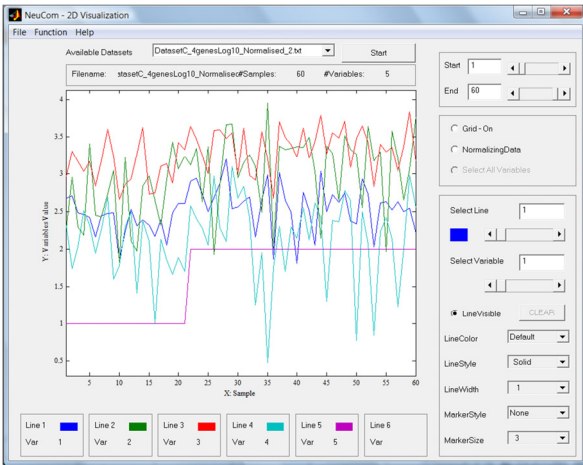 NeuCom - 2D Visualization
File Function Help
Available Datasets DatasetC_4genesLog10_Normalised_2.txt Start
Filename: :tasetC_4genesLog10_Normalisec#Samples: 60 #Variables: 5
Start 1
End 60
Grid - On
NormalizingData
Select All Variables
Select Line 1
Select Variable 1
LineVisible CLEAR
LineColor Default
LineStyle Solid
LineWidth 1
MarkerStyle None
MarkerSize 3
Y: Variables Value
4
3.5
3
2.5
2
1.5
1
0.5
5 10 15 20 25 30 35 40 45 50 55 60
X: Sample
Line 1 Line 2 Line 3 Line 4 Line 5 Line 6
Var 1 Var 2 Var 3 Var 4 Var 5 Var